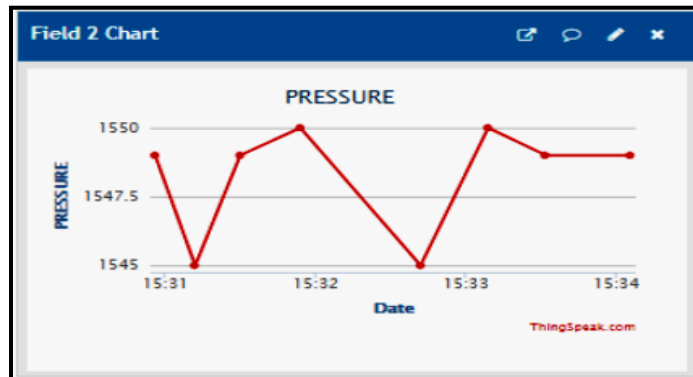 Field 2 Chart
PRESSURE
PRESSURE
1550
1547.5
1545
15:31 15:32 15:33 15:34
Date
ThingSpeak.com